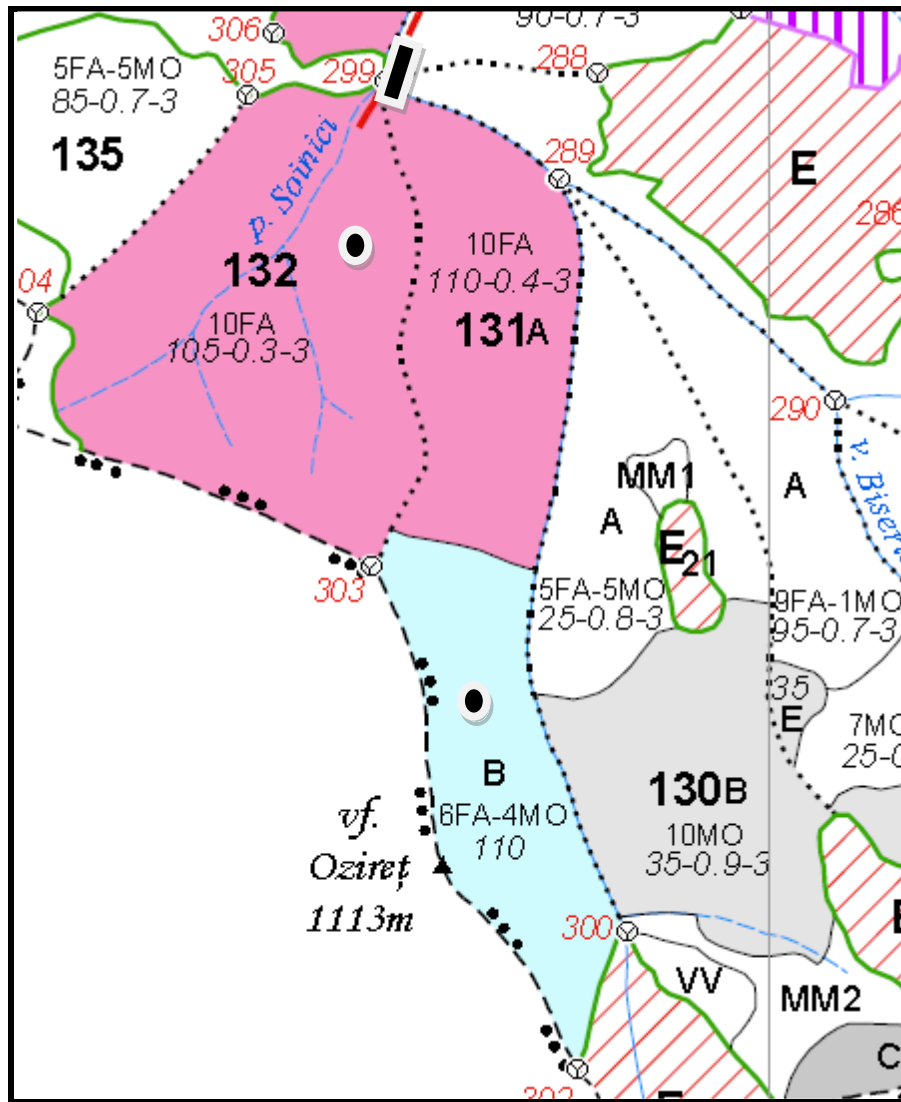 90-0.7-3
306
5FA-5MO
305
299
288
85-0.7-3
135
289
E
p. Soinici
286
10FA
110-0.4-3
132
04
10FA
131A
105-0.3-3
290
MM1
A
A
E21
303
5FA-5MO
25-0.8-3
9FA-1MO
95-0.7-3
35
E
7MO
B
130B
6FA-4MO
110
10MO
35-0.9-3
vf.
Ozireț
1113m
300
VV
MM2
C